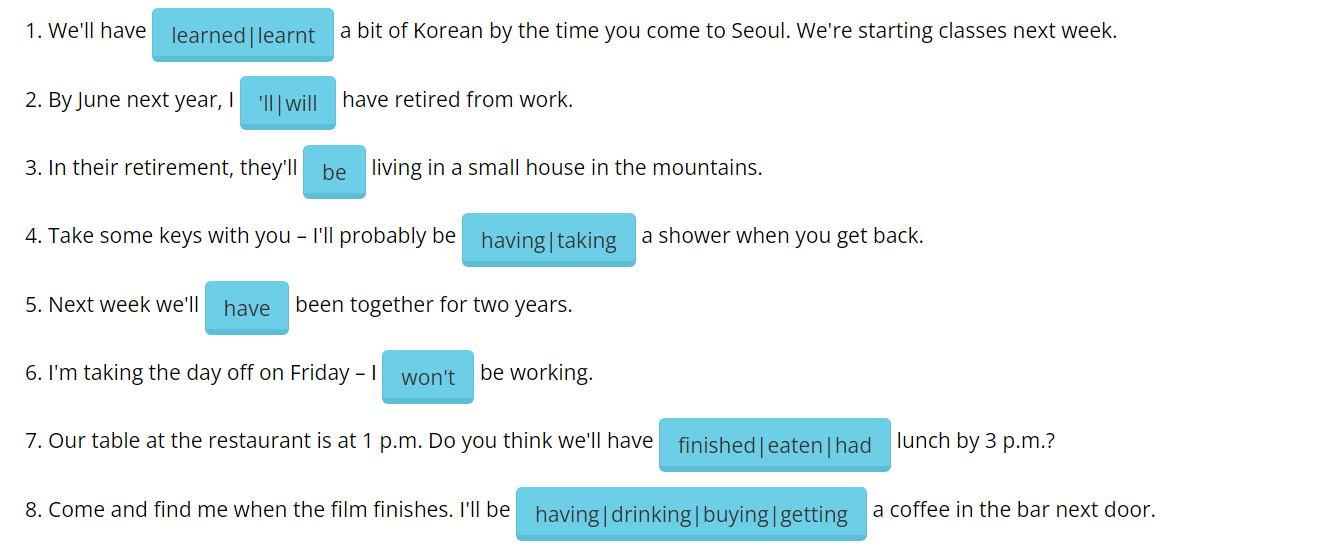 1. We'll have learned|learnt a bit of Korean by the time you come to Seoul. We're starting classes next week.
2. By June next year, I 'll|will have retired from work.
3. In their retirement, they'll be living in a small house in the mountains.
4. Take some keys with you – I'll probably be having|taking a shower when you get back.
5. Next week we'll have been together for two years.
6. I'm taking the day off on Friday – I won't be working.
7. Our table at the restaurant is at 1 p.m. Do you think we'll have finished|eaten|had lunch by 3 p.m.?
8. Come and find me when the film finishes. I'll be having|drinking|buying|getting a coffee in the bar next door.